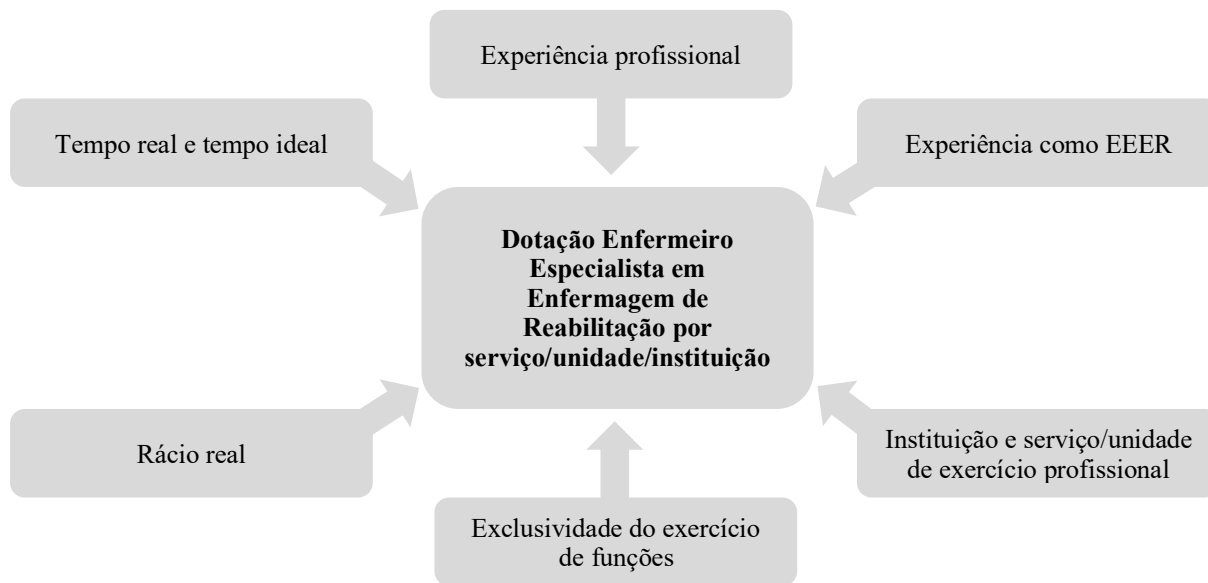 Experiência profissional
Tempo real e tempo ideal
Experiência como EEER
Dotação Enfermeiro
Especialista em
Enfermagem de
Reabilitação por
serviço/unidade/instituição
Rácio real
Instituição e serviço/unidade
de exercício profissional
Exclusividade do exercício
de funções